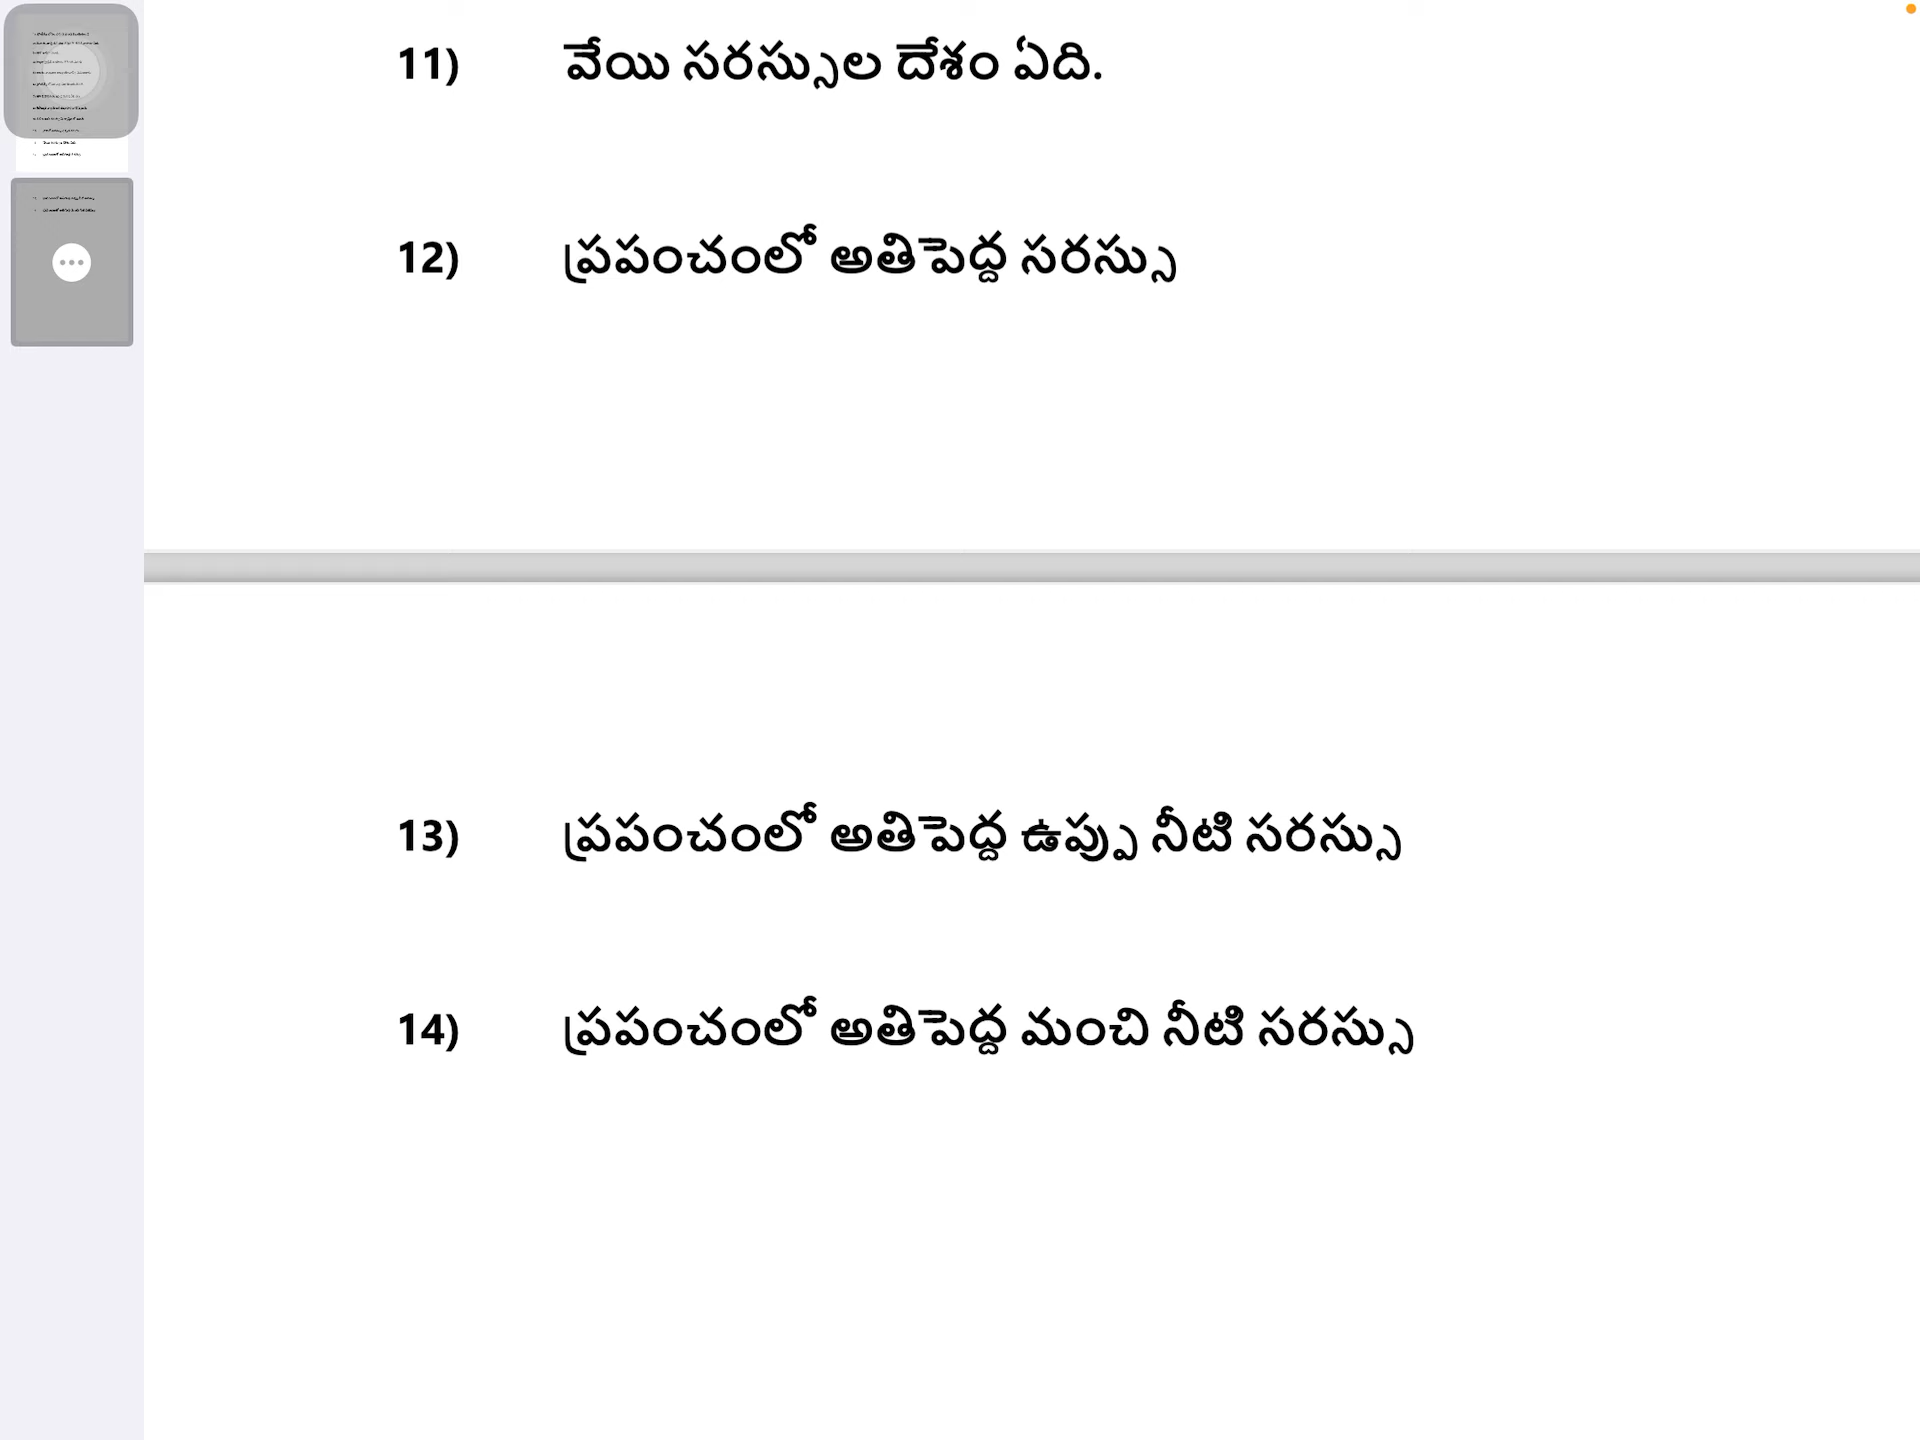 11) వేయి సరస్సుల దేశం ఏది.
12) ప్రపంచంలో అతిపెద్ద సరస్సు
13) ప్రపంచంలో అతిపెద్ద ఉప్పు నీటి సరస్సు
14) ప్రపంచంలో అతిపెద్ద మంచి నీటి సరస్సు